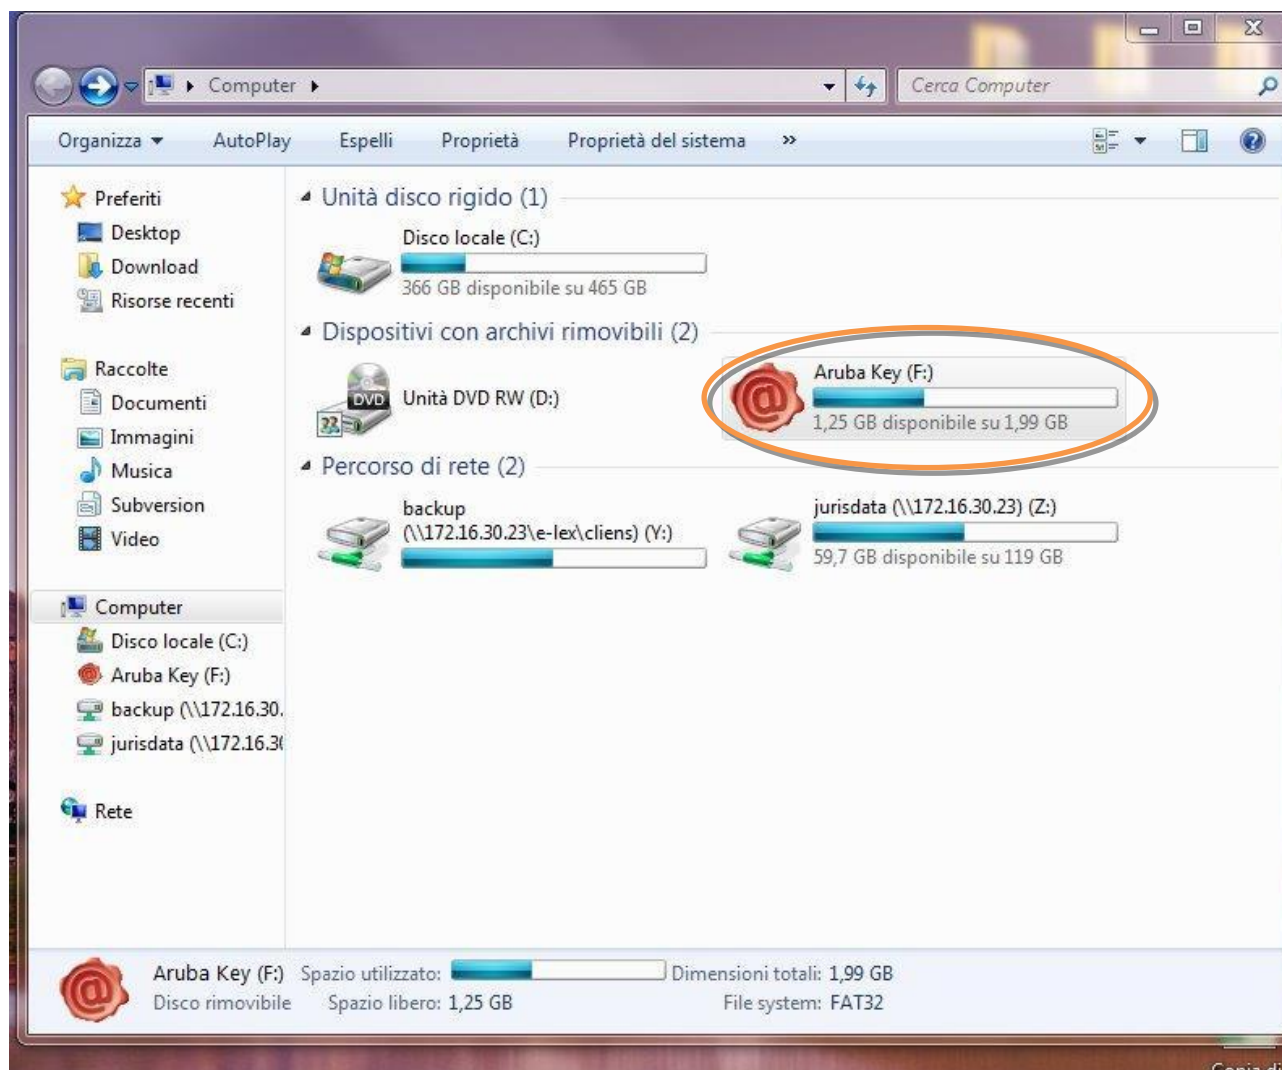 Computer
Cerca Computer
Organizza
AutoPlay
Espelli
Proprietà
Proprietà del sistema
»
Preferiti
Desktop
Download
Risorse recenti
Raccolte
Documenti
Immagini
Musica
Subversion
Video
Computer
Disco locale (C:)
Aruba Key (F:)
backup (\\172.16.30.
jurisdata (\\172.16.30
Rete
Unità disco rigido (1)
Disco locale (C:)
366 GB disponibile su 465 GB
Dispositivi con archivi rimovibili (2)
DVD
Unità DVD RW (D:)
Aruba Key (F:)
1,25 GB disponibile su 1,99 GB
Percorso di rete (2)
backup
(\\172.16.30.23\e-lex\cliens) (Y:)
jurisdata (\\172.16.30.23) (Z:)
59,7 GB disponibile su 119 GB
Aruba Key (F:) Spazio utilizzato: Dimensioni totali: 1,99 GB
Disco rimovibile Spazio libero: 1,25 GB File system: FAT32